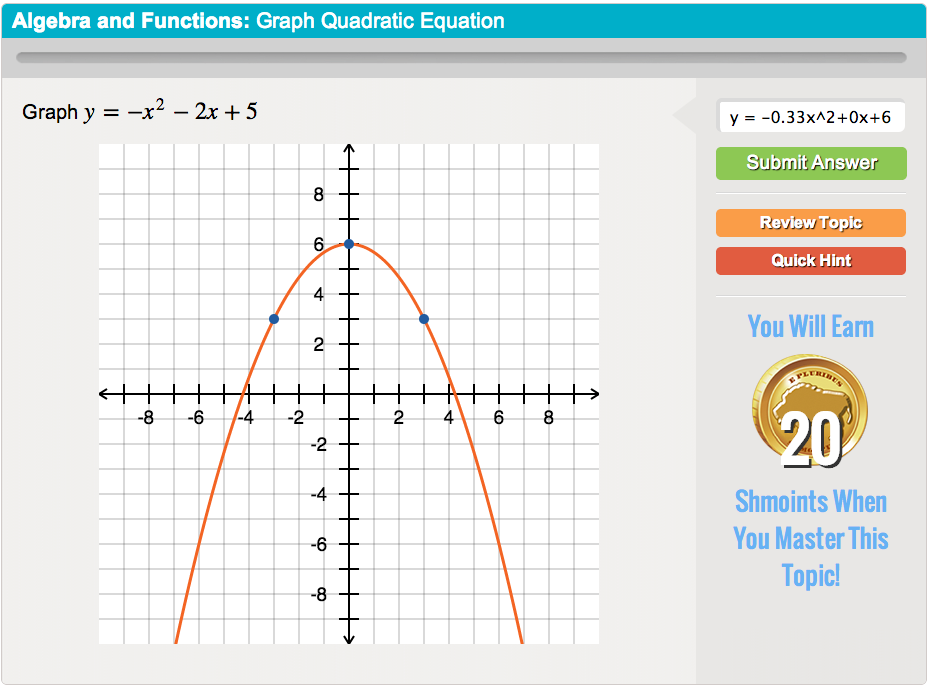 Algebra and Functions: Graph Quadratic Equation
Graph y = −x² − 2x + 5
y = -0.33x^2+0x+6
Submit Answer
Review Topic
Quick Hint
You Will Earn
E PLURIBUS
20
Shmoints When
You Master This
Topic!
8
6
4
2
-8 -6 -4 -2 2 4 6 8
-2
-4
-6
-8